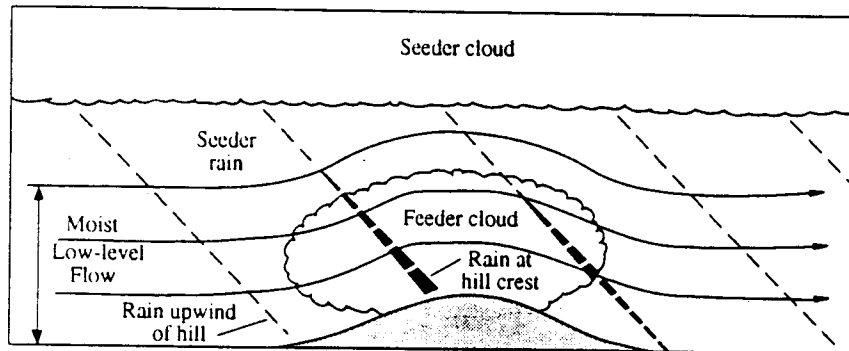 Seeder cloud
Seeder
rain
Moist
Low-level
Flow
Feeder cloud
Rain at
hill crest
Rain upwind
of hill